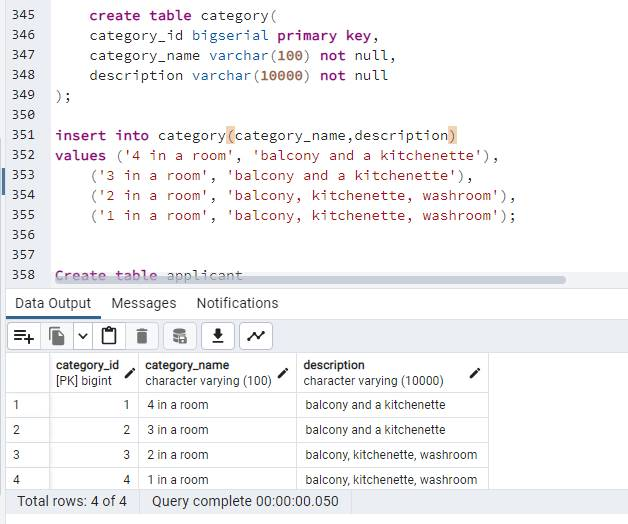 345 create table category(
346 category_id bigserial primary key,
347 category_name varchar(100) not null,
348 description varchar(10000) not null
349 );
350
351 insert into category(category_name,description)
352 values ('4 in a room', 'balcony and a kitchenette'),
353 ('3 in a room', 'balcony and a kitchenette'),
354 ('2 in a room', 'balcony, kitchenette, washroom'),
355 ('1 in a room', 'balcony, kitchenette, washroom');
356
357
358 Create table applicant
Data Output Messages Notifications
category_id category_name description
[PK] bigint character varying (100) character varying (10000)
1 1 4 in a room balcony and a kitchenette
2 2 3 in a room balcony and a kitchenette
3 3 2 in a room balcony, kitchenette, washroom
4 4 1 in a room balcony, kitchenette, washroom
Total rows: 4 of 4 Query complete 00:00:00.050